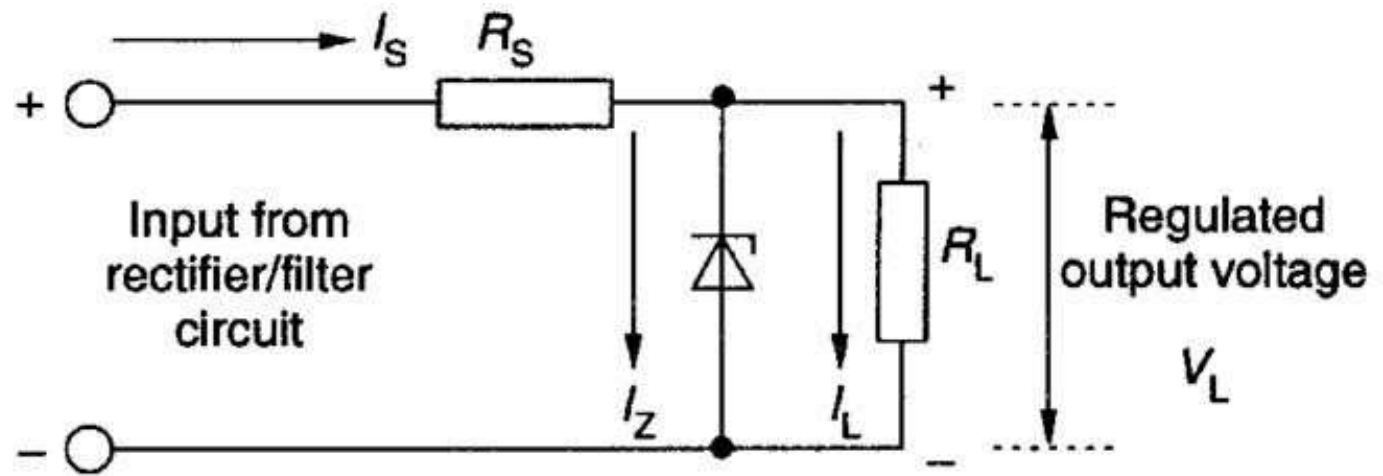 I_S R_S
+
+
Input from
rectifier/filter
circuit
R_L
Regulated
output voltage
V_L
I_Z I_L
−
−